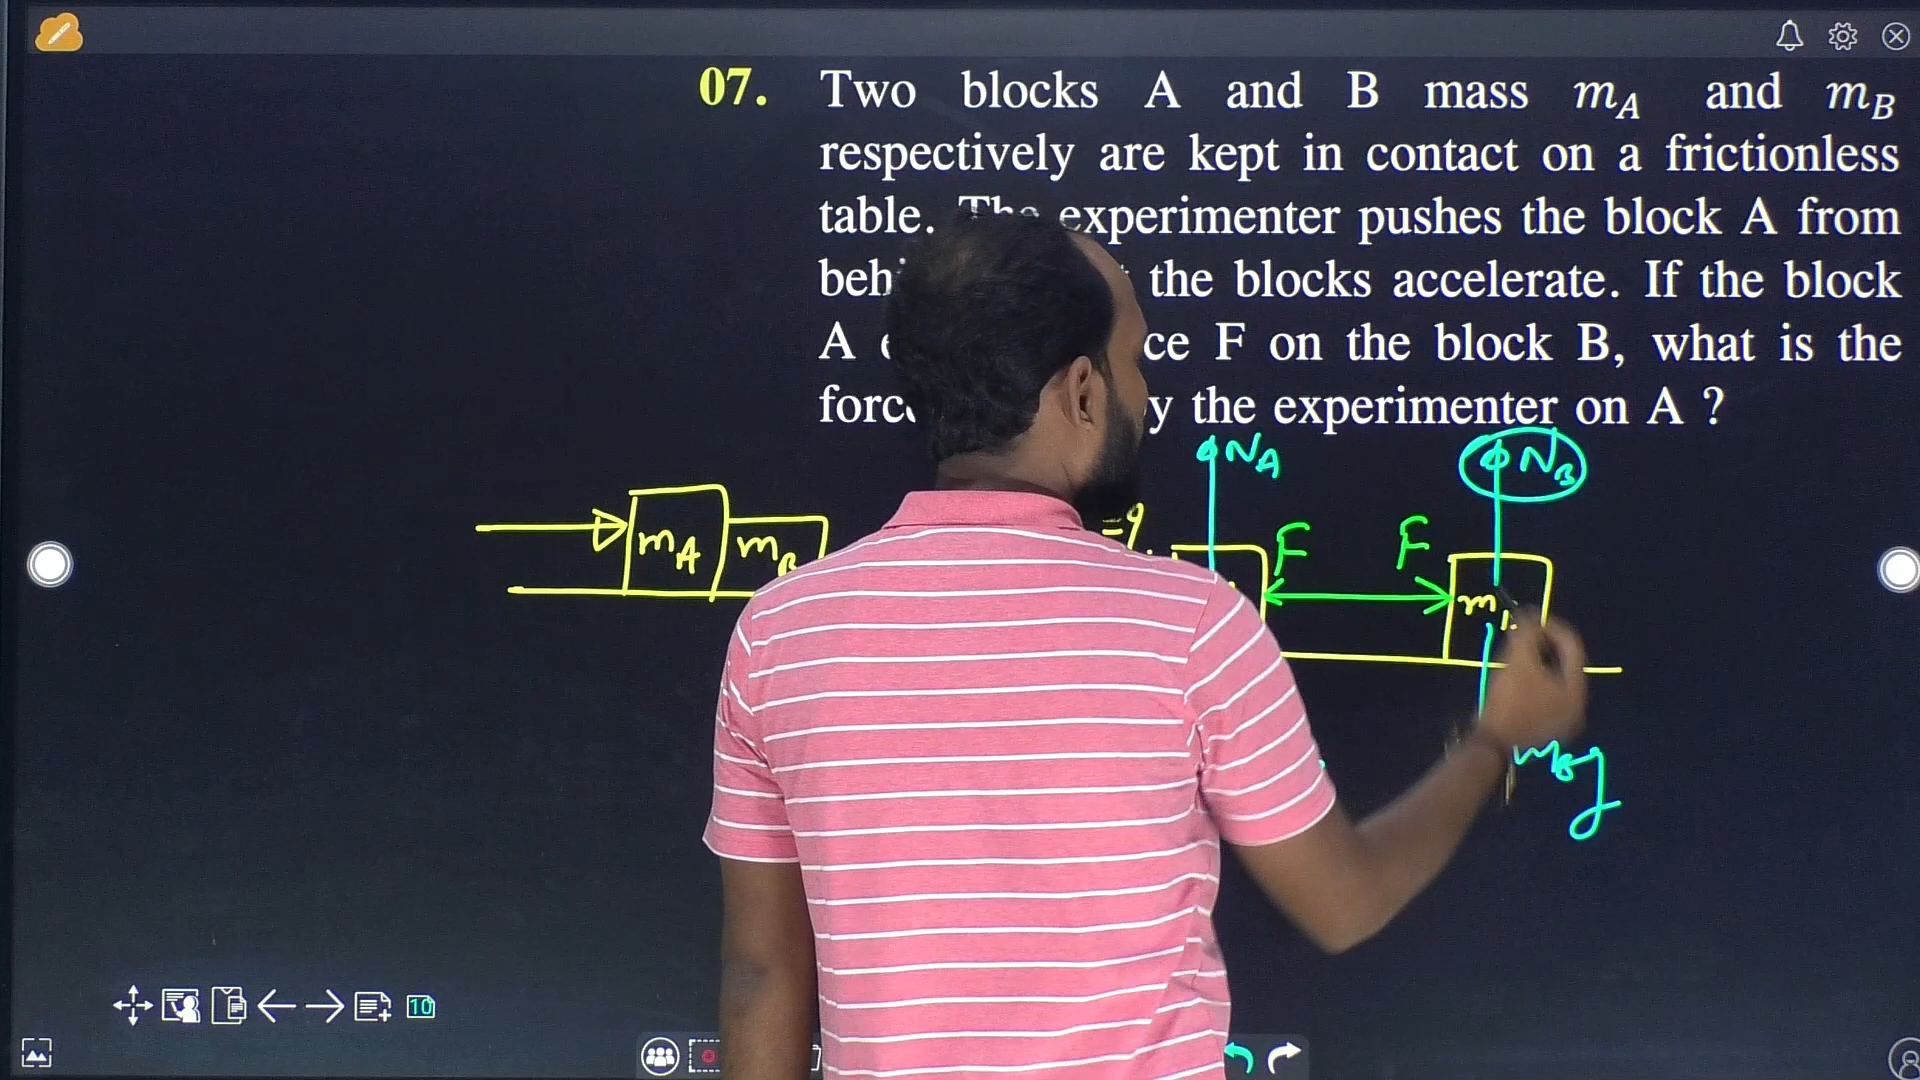 07. Two blocks A and B mass m_A and m_B
respectively are kept in contact on a frictionless
table. The experimenter pushes the block A from
the blocks accelerate. If the block
A F on the block B, what is the
the experimenter on A ?
N_A N_B
F F
m_A m_B
m
m_B g
10